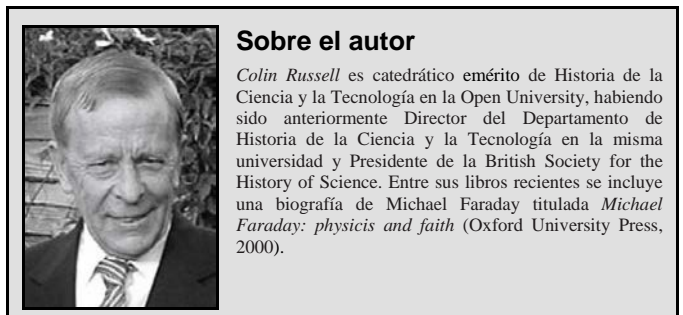 Sobre el autor
Colin Russell es catedrático emérito de Historia de la
Ciencia y la Tecnología en la Open University, habiendo
sido anteriormente Director del Departamento de
Historia de la Ciencia y la Tecnología en la misma
universidad y Presidente de la British Society for the
History of Science. Entre sus libros recientes se incluye
una biografía de Michael Faraday titulada Michael
Faraday: physicis and faith (Oxford University Press,
2000).